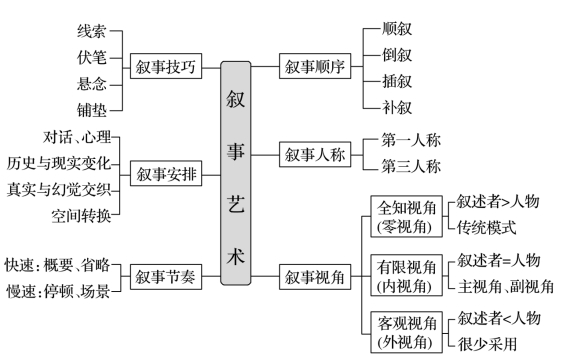 叙事艺术
叙事技巧
线索
伏笔
悬念
铺垫
叙事安排
对话、心理
历史与现实变化
真实与幻觉交织
空间转换
叙事节奏
快速：概要、省略
慢速：停顿、场景
叙事顺序
顺叙
倒叙
插叙
补叙
叙事人称
第一人称
第三人称
叙事视角
全知视角
(零视角)
叙述者>人物
传统模式
有限视角
(内视角)
叙述者=人物
主视角、副视角
客观视角
(外视角)
叙述者<人物
很少采用